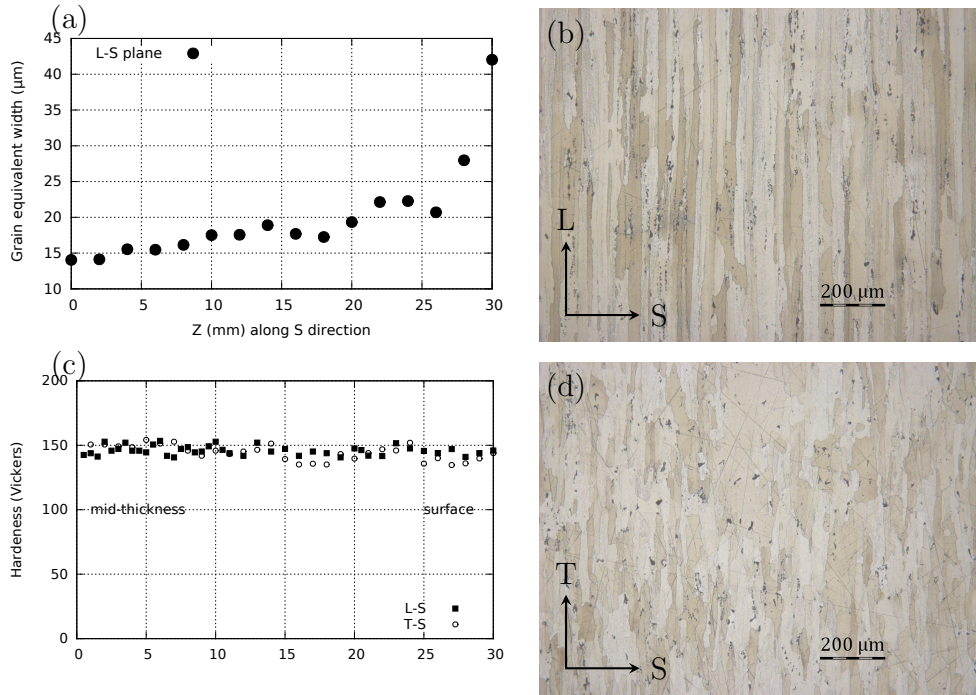 (a)
45
40
35
30
25
20
15
10
L-S plane
Grain equivalent width (µm)
0 5 10 15 20 25 30
Z (mm) along S direction
(b)
L
S
200 µm
(c)
200
150
100
50
0
Hardeness (Vickers)
mid-thickness surface
L-S
T-S
0 5 10 15 20 25 30
(d)
T
S
200 µm